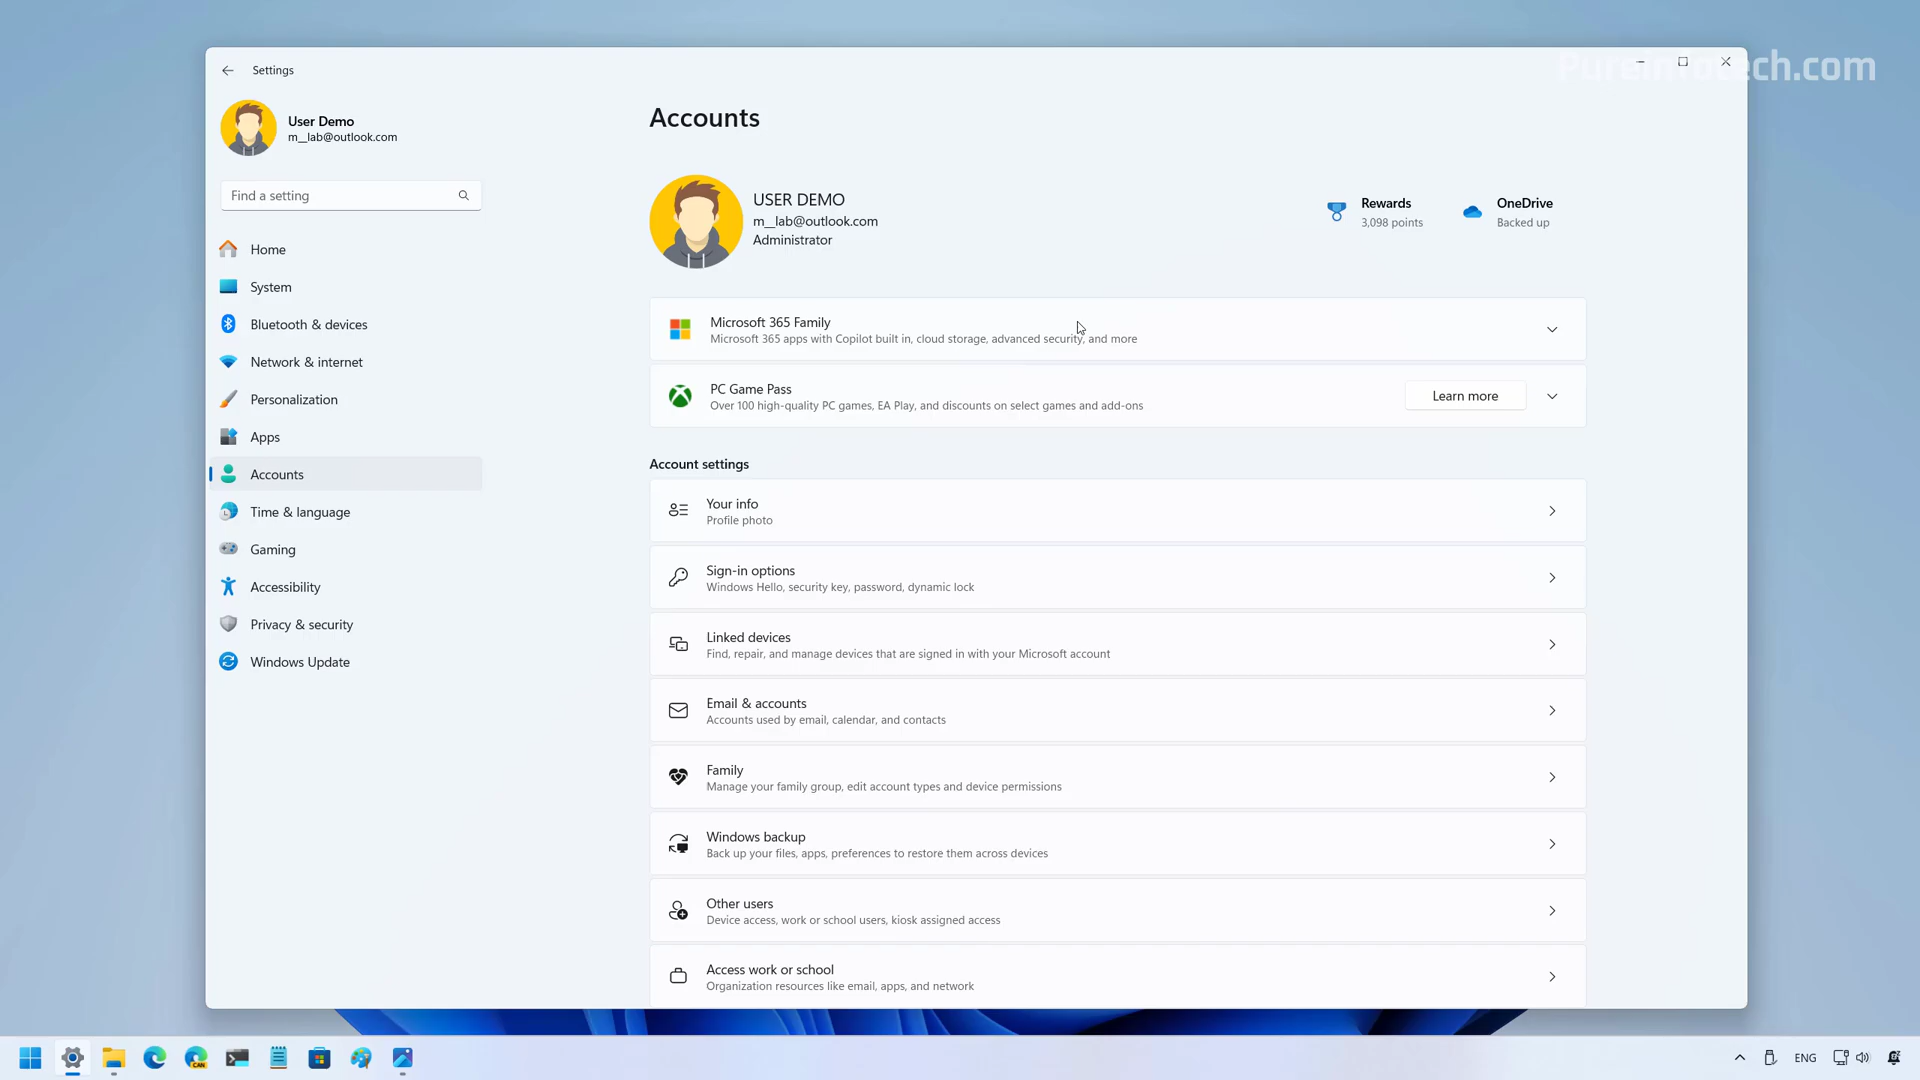 Settings
PureInfotech.com
User Demo
m__lab@outlook.com
Find a setting
Home
System
Bluetooth & devices
Network & internet
Personalization
Apps
Accounts
Time & language
Gaming
Accessibility
Privacy & security
Windows Update
Accounts
USER DEMO
m__lab@outlook.com
Administrator
Rewards
3,098 points
OneDrive
Backed up
Microsoft 365 Family
Microsoft 365 apps with Copilot built in, cloud storage, advanced security, and more
PC Game Pass
Over 100 high-quality PC games, EA Play, and discounts on select games and add-ons
Learn more
Account settings
Your info
Profile photo
Sign-in options
Windows Hello, security key, password, dynamic lock
Linked devices
Find, repair, and manage devices that are signed in with your Microsoft account
Email & accounts
Accounts used by email, calendar, and contacts
Family
Manage your family group, edit account types and device permissions
Windows backup
Back up your files, apps, preferences to restore them across devices
Other users
Device access, work or school users, kiosk assigned access
Access work or school
Organization resources like email, apps, and network
CAN
ENG